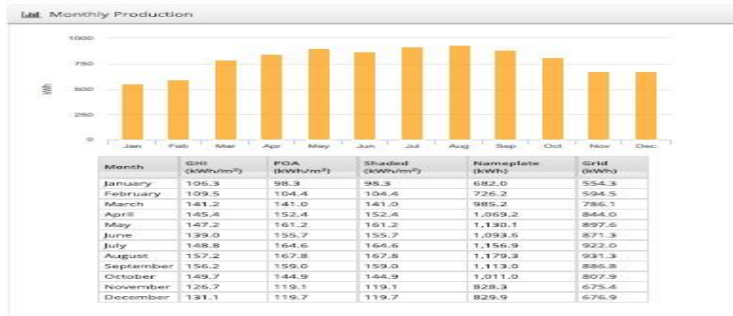 Monthly Production
1000
750
500
250
0
kWh
Jan Feb Mar Apr May Jun Jul Aug Sep Oct Nov Dec
Month GHI (kWh/m²) POA (kWh/m²) Shaded (kWh/m²) Nameplate (kWh) Grid (kWh)
January 106.3 98.3 98.3 682.0 554.3
February 109.5 104.4 104.4 726.2 594.5
March 141.2 141.0 141.0 985.2 786.1
April 145.4 152.4 152.4 1,069.2 844.0
May 147.2 161.2 161.2 1,130.1 897.6
June 139.0 155.7 155.7 1,093.6 871.3
July 148.8 164.6 164.6 1,156.9 922.0
August 157.2 167.8 167.8 1,179.3 931.3
September 156.2 159.0 159.0 1,113.0 886.8
October 149.7 144.9 144.9 1,011.0 807.9
November 126.7 119.1 119.1 828.3 675.4
December 131.1 119.7 119.7 829.9 676.9